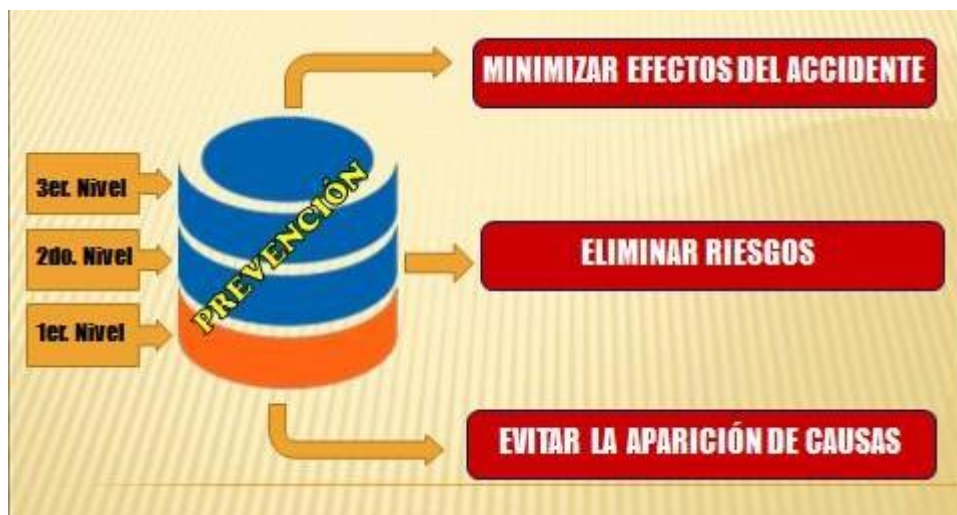 MINIMIZAR EFECTOS DEL ACCIDENTE
3er. Nivel
PREVENCIÓN
2do. Nivel
ELIMINAR RIESGOS
1er. Nivel
EVITAR LA APARICIÓN DE CAUSAS